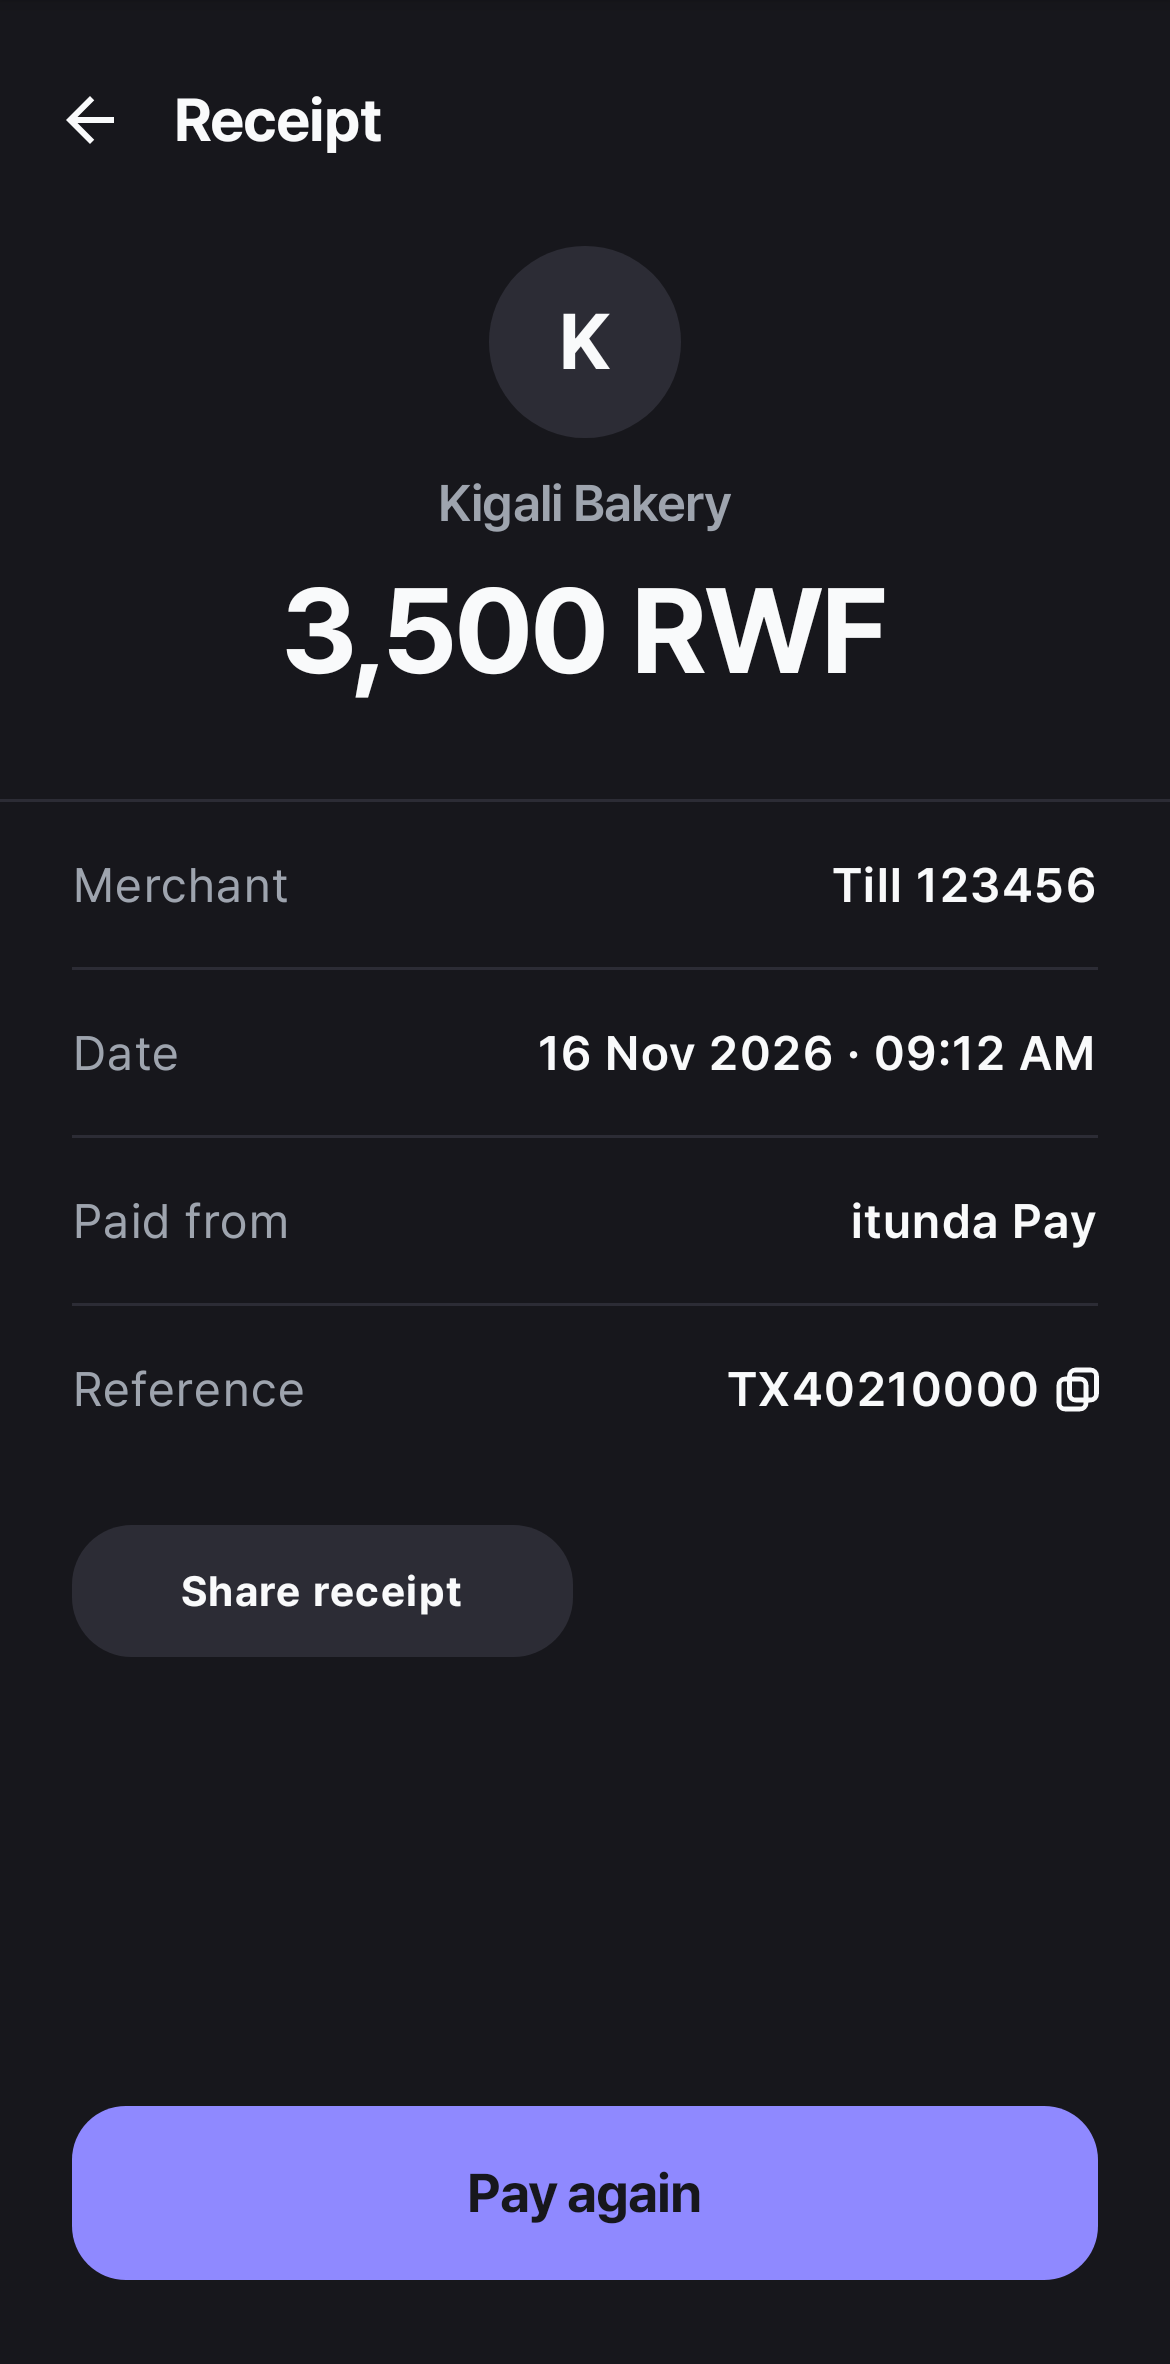 Receipt
K
Kigali Bakery
3,500 RWF
Merchant Till 123456
Date 16 Nov 2026 · 09:12 AM
Paid from itunda Pay
Reference TX40210000
Share receipt
Pay again